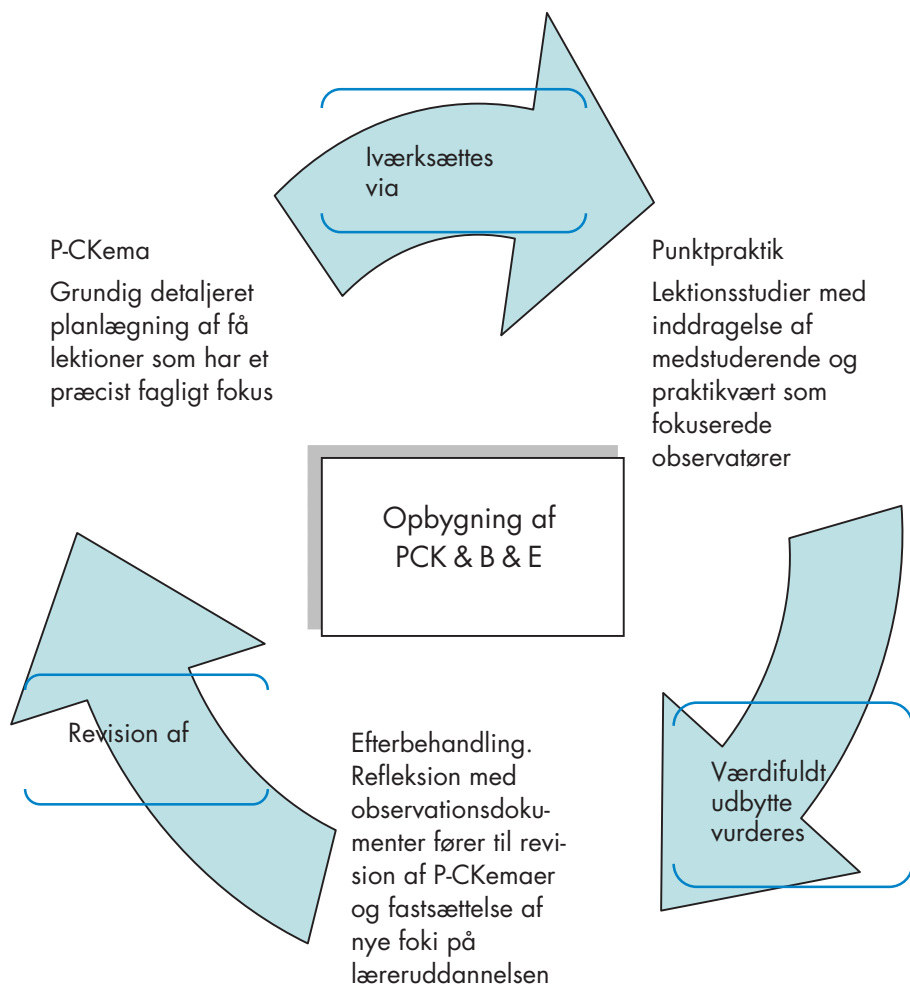 Iværksættes
via
P-CKema
Grundig detaljeret
planlægning af få
lektioner som har et
præcist fagligt fokus
Punktpraktik
Lektionsstudier med
inddragelse af
medstuderende og
praktikvært som
fokuserede
observatører
Opbygning af
PCK & B & E
Værdifuldt
udbytte
vurderes
Efterbehandling.
Refleksion med
observationsdoku-
menter fører til revi-
sion af P-CKemaer
og fastsættelse af
nye foki på
læreruddannelsen
Revision af